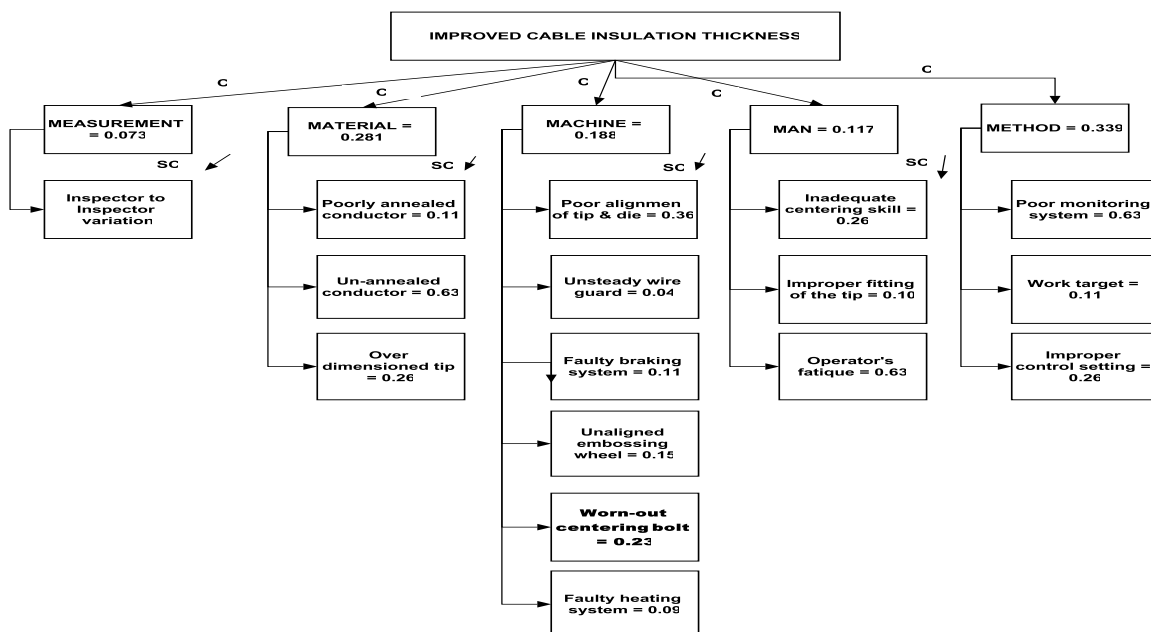 IMPROVED CABLE INSULATION THICKNESS
C
C
C
C
C
MEASUREMENT
= 0.073
MATERIAL =
0.281
MACHINE =
0.188
MAN = 0.117
METHOD = 0.339
SC
SC
SC
SC
Inspector to
Inspector
variation
Poorly annealed
conductor = 0.11
Un-annealed
conductor = 0.63
Over
dimensioned tip
= 0.26
Poor alignmen
of tip & die = 0.36
Unsteady wire
guard = 0.04
Faulty braking
system = 0.11
Unaligned
embossing
wheel = 0.15
Worn-out
centering bolt
= 0.23
Faulty heating
system = 0.09
Inadequate
centering skill =
0.26
Improper fitting
of the tip = 0.10
Operator's
fatique = 0.63
Poor monitoring
system = 0.63
Work target =
0.11
Improper
control setting =
0.26